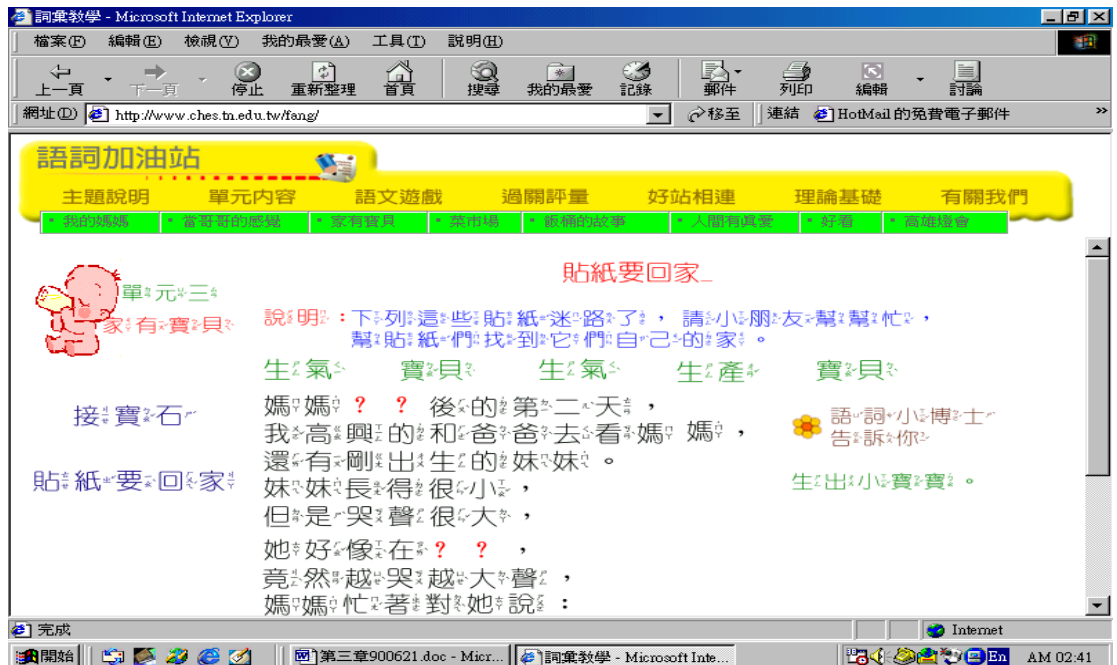 詞彙教學 - Microsoft Internet Explorer
檔案(F) 編輯(E) 檢視(V) 我的最愛(A) 工具(T) 說明(H)
上一頁 下一頁 停止 重新整理 首頁 搜尋 我的最愛 記錄 郵件 列印 編輯 討論
網址(D) http://www.ches.tn.edu.tw/fang/ 移至 連結 HotMail 的免費電子郵件 »
語詞加油站
主題說明 單元內容 語文遊戲 過關評量 好站相連 理論基礎 有關我們
我的媽媽 當哥哥的感覺 家有寶貝 菜市場 飯桶的故事 人間有真愛 好看 高雄燈會
貼紙要回家_
單元三
家有寶貝
說明：下列這些貼紙迷路了，請小朋友幫幫忙，
幫貼紙們找到它們自己的家。
生氣 寶貝 生氣 生產 寶貝
接寶石
貼紙要回家
媽媽？？後的第二天，
我高興的和爸爸去看媽媽，
還有剛出生的妹妹。
妹妹長得很小，
但是哭聲很大，
她好像在？？，
竟然越哭越大聲，
媽媽忙著對她說：
語詞小博士
告訴你
生出小寶寶。
完成 Internet
開始 第三章900621.doc - Micr... 詞彙教學 - Microsoft Inte... En AM 02:41